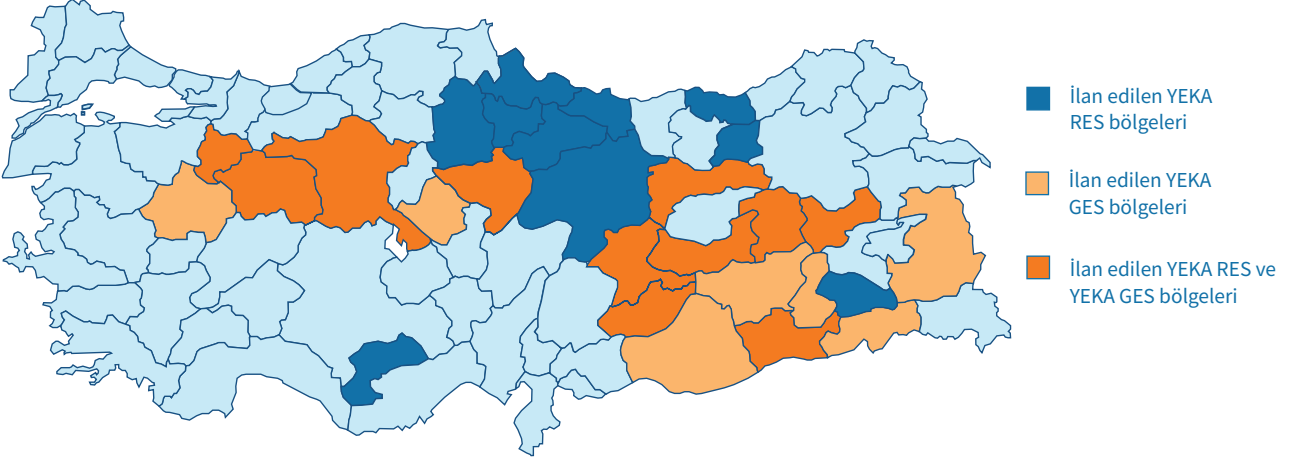 İlan edilen YEKA
RES bölgeleri
İlan edilen YEKA
GES bölgeleri
İlan edilen YEKA RES ve
YEKA GES bölgeleri